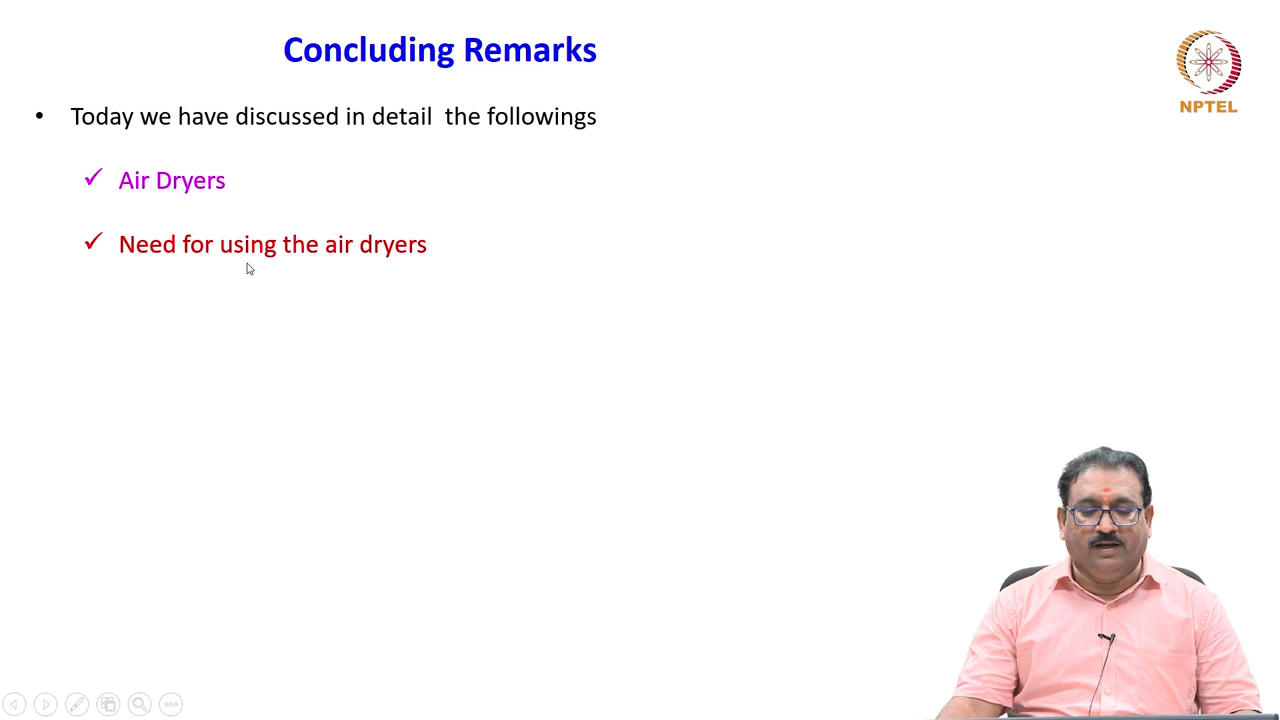 Concluding Remarks
NPTEL
• Today we have discussed in detail the followings
✓ Air Dryers
✓ Need for using the air dryers